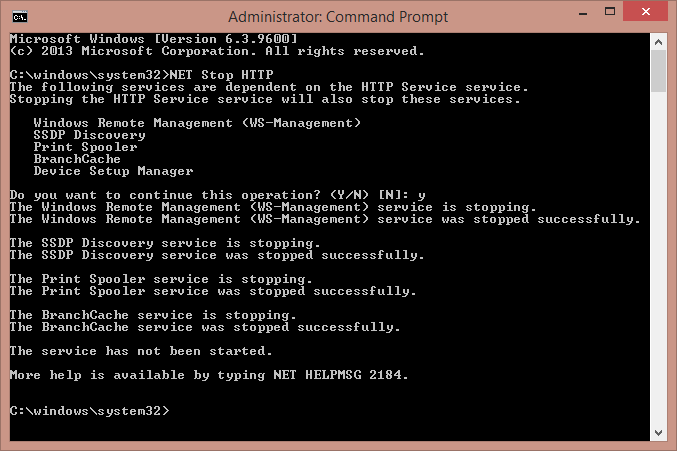 Administrator: Command Prompt
Microsoft Windows [Version 6.3.9600]
(c) 2013 Microsoft Corporation. All rights reserved.
C:\windows\system32>NET Stop HTTP
The following services are dependent on the HTTP Service service.
Stopping the HTTP Service service will also stop these services.
Windows Remote Management (WS-Management)
SSDP Discovery
Print Spooler
BranchCache
Device Setup Manager
Do you want to continue this operation? (Y/N) [N]: y
The Windows Remote Management (WS-Management) service is stopping.
The Windows Remote Management (WS-Management) service was stopped successfully.
The SSDP Discovery service is stopping.
The SSDP Discovery service was stopped successfully.
The Print Spooler service is stopping.
The Print Spooler service was stopped successfully.
The BranchCache service is stopping.
The BranchCache service was stopped successfully.
The service has not been started.
More help is available by typing NET HELPMSG 2184.
C:\windows\system32>